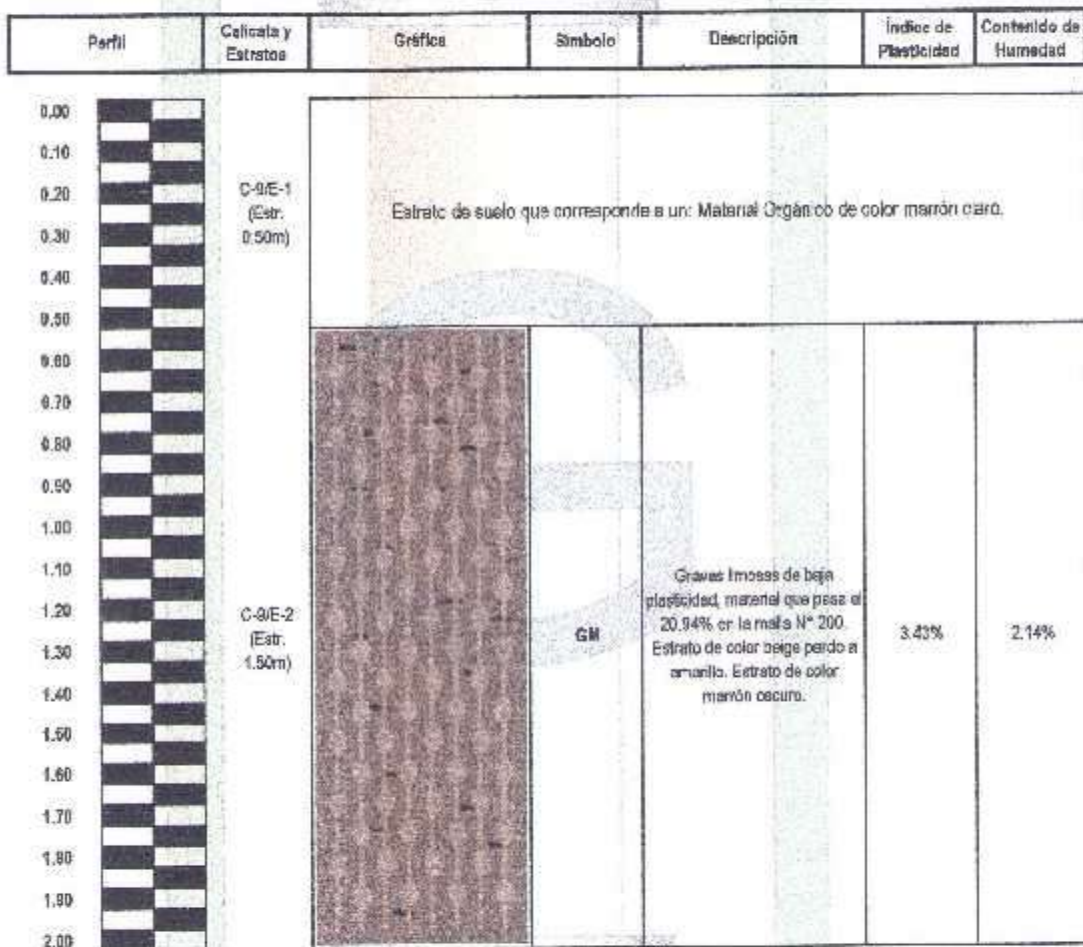 Perfil
Calicata y
Estratos
Gráfica
Símbolo
Descripción
Índice de
Plasticidad
Contenido de
Humedad
0.00
0.10
0.20
0.30
0.40
0.50
0.60
0.70
0.80
0.90
1.00
1.10
1.20
1.30
1.40
1.50
1.60
1.70
1.80
1.90
2.00
C-9/E-1
(Estr.
0.50m)
Estrato de suelo que corresponde a un: Material Orgánico de color marrón claro.
C-9/E-2
(Estr.
1.50m)
GM
Gravas limosas de baja
plasticidad, material que pasa el
20.94% en la malla N° 200.
Estrato de color beige pardo a
amarillo. Estrato de color
marrón oscuro.
3.43%
2.14%